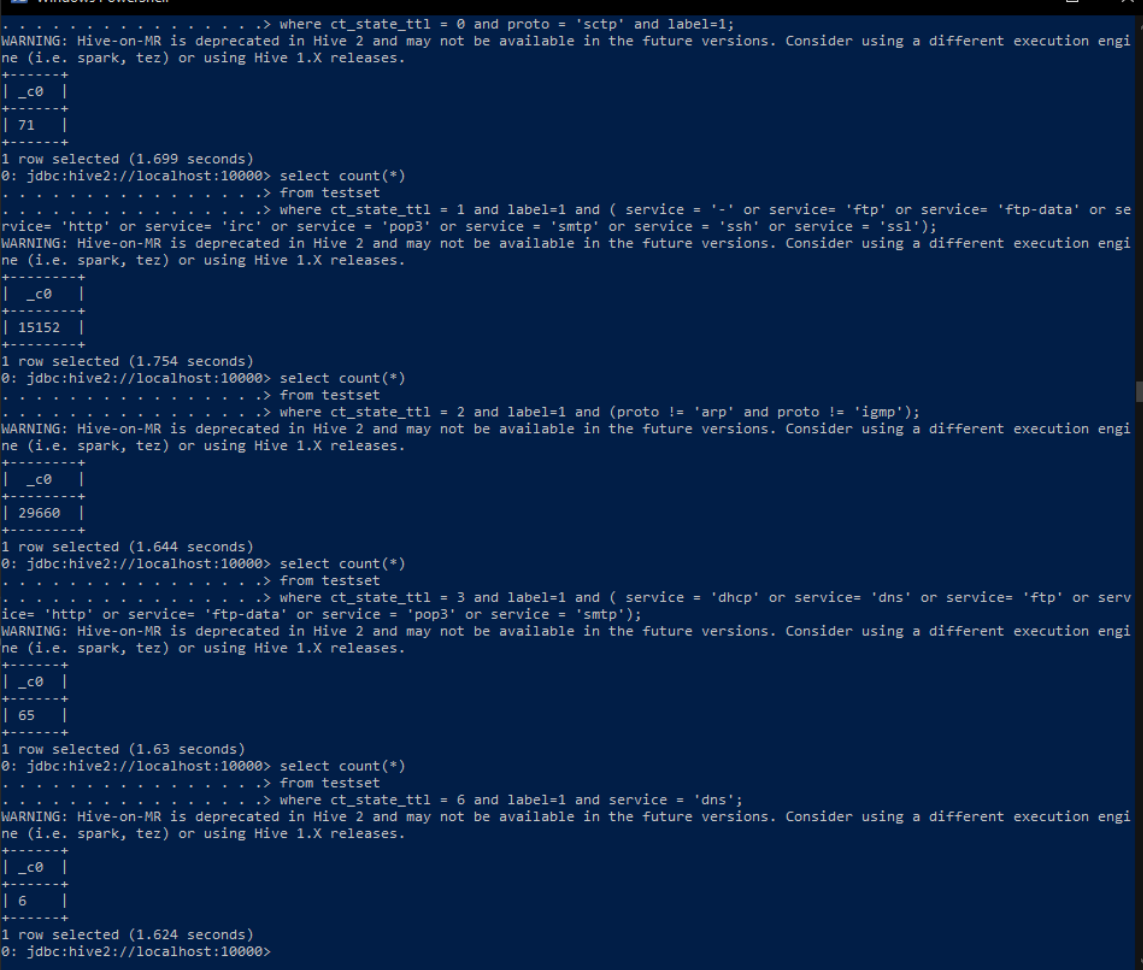 . . . . . . . . . . . . . . . .> where ct_state_ttl = 0 and proto = 'sctp' and label=1;
WARNING: Hive-on-MR is deprecated in Hive 2 and may not be available in the future versions. Consider using a different execution engi
ne (i.e. spark, tez) or using Hive 1.X releases.
+------+
| _c0  |
+------+
| 71   |
+------+
1 row selected (1.699 seconds)
0: jdbc:hive2://localhost:10000> select count(*)
. . . . . . . . . . . . . . . .> from testset
. . . . . . . . . . . . . . . .> where ct_state_ttl = 1 and label=1 and ( service = '-' or service= 'ftp' or service= 'ftp-data' or se
rvice= 'http' or service= 'irc' or service = 'pop3' or service = 'smtp' or service = 'ssh' or service = 'ssl');
WARNING: Hive-on-MR is deprecated in Hive 2 and may not be available in the future versions. Consider using a different execution engi
ne (i.e. spark, tez) or using Hive 1.X releases.
+--------+
|  _c0   |
+--------+
| 15152  |
+--------+
1 row selected (1.754 seconds)
0: jdbc:hive2://localhost:10000> select count(*)
. . . . . . . . . . . . . . . .> from testset
. . . . . . . . . . . . . . . .> where ct_state_ttl = 2 and label=1 and (proto != 'arp' and proto != 'igmp');
WARNING: Hive-on-MR is deprecated in Hive 2 and may not be available in the future versions. Consider using a different execution engi
ne (i.e. spark, tez) or using Hive 1.X releases.
+--------+
|  _c0   |
+--------+
| 29660  |
+--------+
1 row selected (1.644 seconds)
0: jdbc:hive2://localhost:10000> select count(*)
. . . . . . . . . . . . . . . .> from testset
. . . . . . . . . . . . . . . .> where ct_state_ttl = 3 and label=1 and ( service = 'dhcp' or service= 'dns' or service= 'ftp' or serv
ice= 'http' or service= 'ftp-data' or service = 'pop3' or service = 'smtp');
WARNING: Hive-on-MR is deprecated in Hive 2 and may not be available in the future versions. Consider using a different execution engi
ne (i.e. spark, tez) or using Hive 1.X releases.
+------+
| _c0  |
+------+
| 65   |
+------+
1 row selected (1.63 seconds)
0: jdbc:hive2://localhost:10000> select count(*)
. . . . . . . . . . . . . . . .> from testset
. . . . . . . . . . . . . . . .> where ct_state_ttl = 6 and label=1 and service = 'dns';
WARNING: Hive-on-MR is deprecated in Hive 2 and may not be available in the future versions. Consider using a different execution engi
ne (i.e. spark, tez) or using Hive 1.X releases.
+------+
| _c0  |
+------+
| 6    |
+------+
1 row selected (1.624 seconds)
0: jdbc:hive2://localhost:10000>